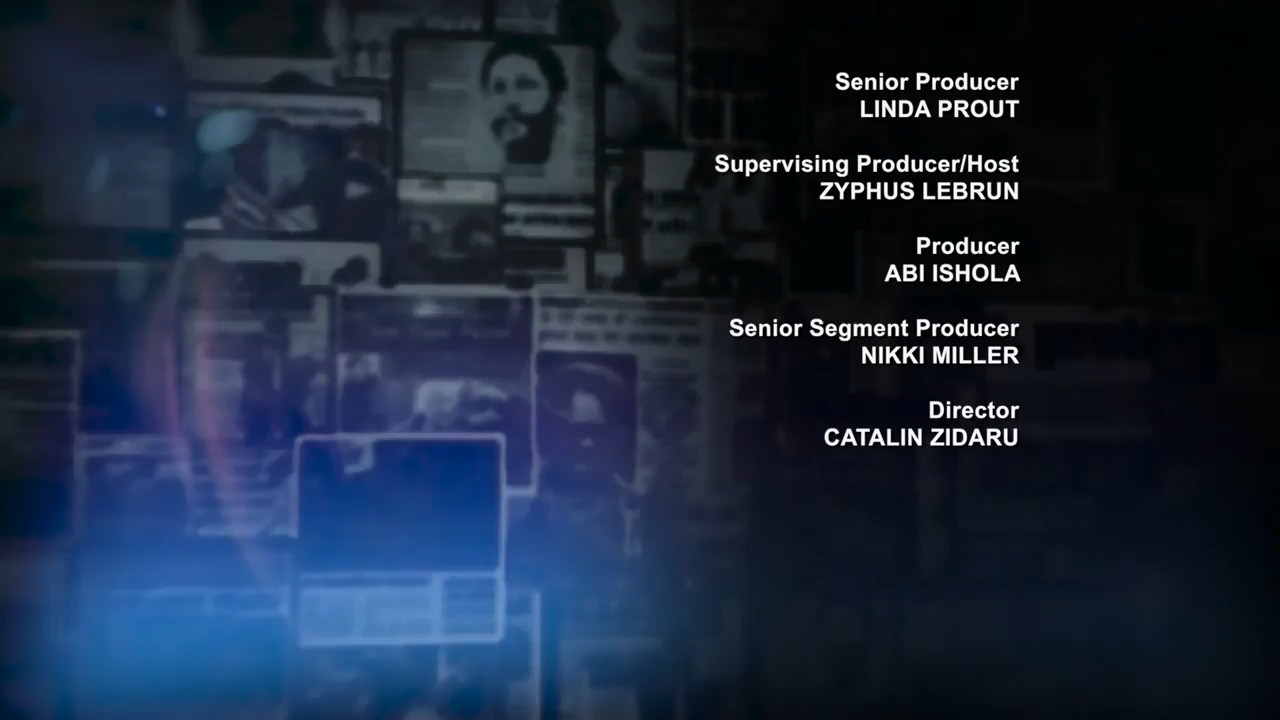 Senior Producer
LINDA PROUT
Supervising Producer/Host
ZYPHUS LEBRUN
Producer
ABI ISHOLA
Senior Segment Producer
NIKKI MILLER
Director
CATALIN ZIDARU